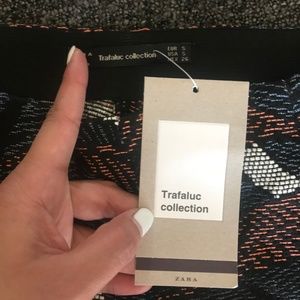 Trafaluc collection
EUR S
USA S
MEX 26
Trafaluc
collection
ZARA